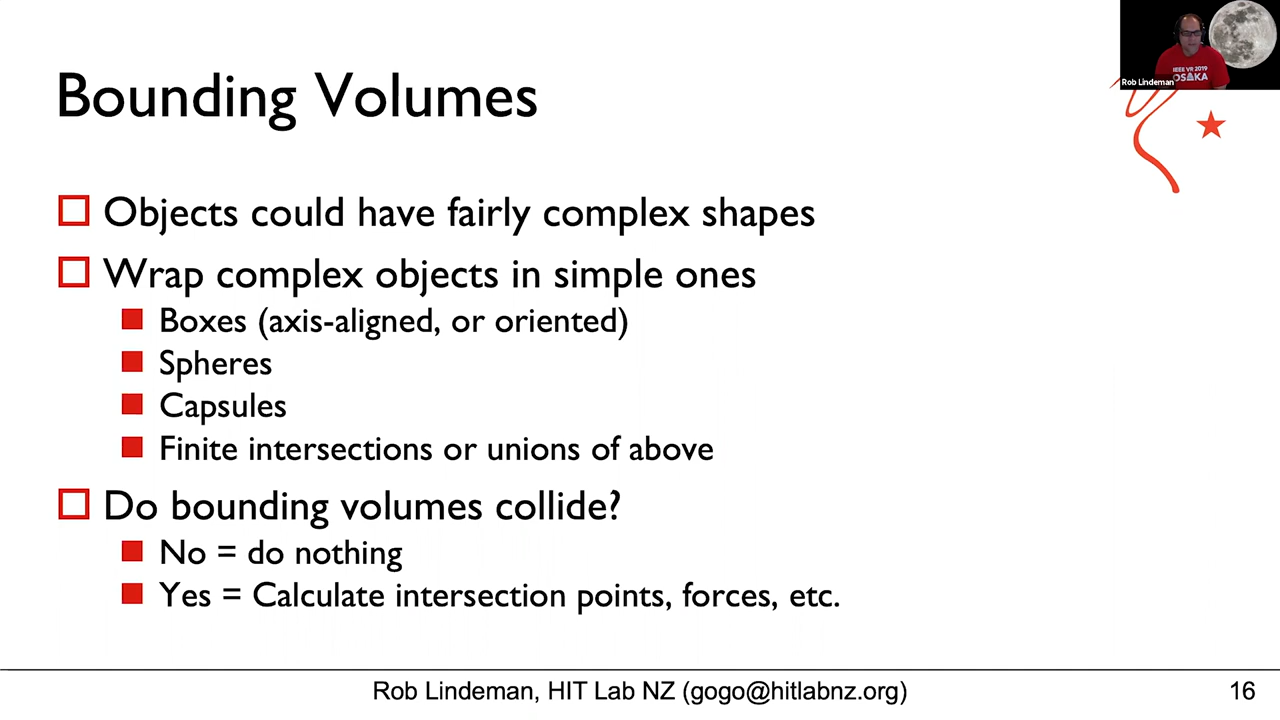 Rob Lindeman
IEEE VR 2019
OSAKA
Bounding Volumes
Objects could have fairly complex shapes
Wrap complex objects in simple ones
Boxes (axis-aligned, or oriented)
Spheres
Capsules
Finite intersections or unions of above
Do bounding volumes collide?
No = do nothing
Yes = Calculate intersection points, forces, etc.
Rob Lindeman, HIT Lab NZ (gogo@hitlabnz.org)
16